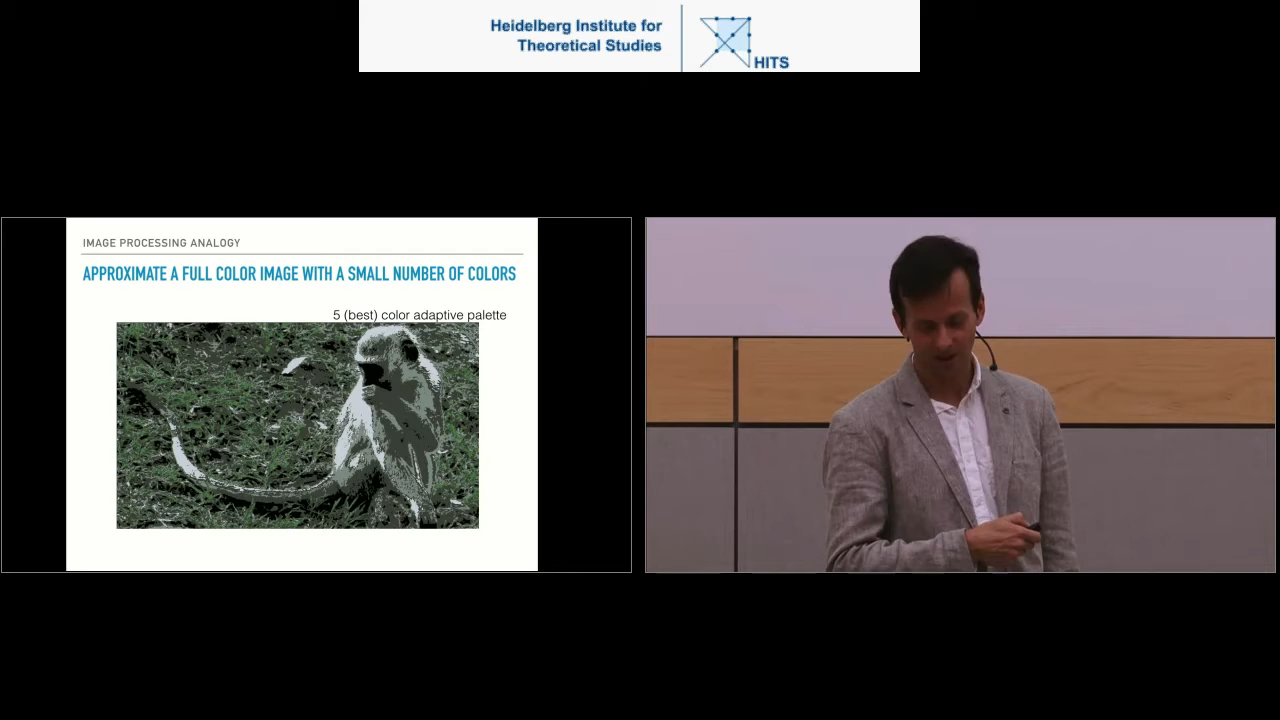 Heidelberg Institute for
Theoretical Studies
HITS
IMAGE PROCESSING ANALOGY
APPROXIMATE A FULL COLOR IMAGE WITH A SMALL NUMBER OF COLORS
5 (best) color adaptive palette